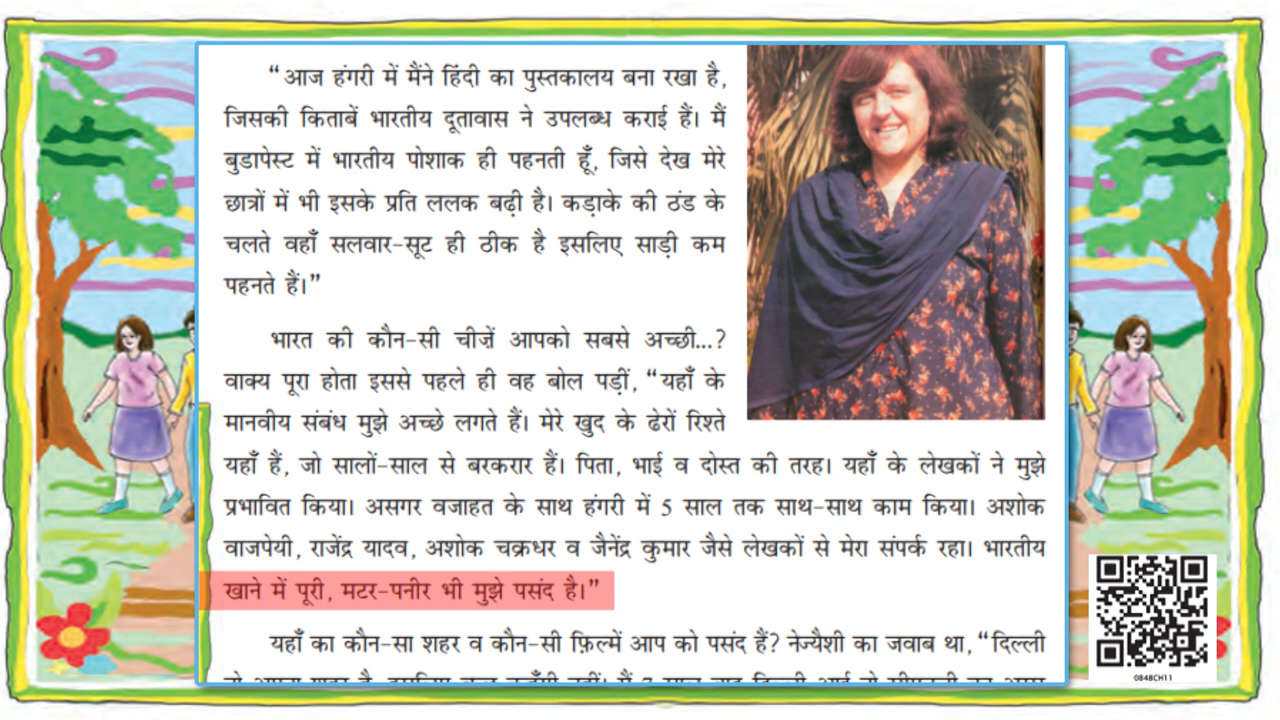 “आज हंगरी में मैंने हिंदी का पुस्तकालय बना रखा है,
जिसकी किताबें भारतीय दूतावास ने उपलब्ध कराई हैं। मैं
बुडापेस्ट में भारतीय पोशाक ही पहनती हूँ, जिसे देख मेरे
छात्रों में भी इसके प्रति ललक बढ़ी है। कड़ाके की ठंड के
चलते वहाँ सलवार-सूट ही ठीक है इसलिए साड़ी कम
पहनते हैं।”
भारत की कौन-सी चीज़ें आपको सबसे अच्छी...?
वाक्य पूरा होता इससे पहले ही वह बोल पड़ीं, “यहाँ के
मानवीय संबंध मुझे अच्छे लगते हैं। मेरे खुद के ढेरों रिश्ते
यहाँ हैं, जो सालों-साल से बरकरार हैं। पिता, भाई व दोस्त की तरह। यहाँ के लेखकों ने मुझे
प्रभावित किया। असगर वजाहत के साथ हंगरी में 5 साल तक साथ-साथ काम किया। अशोक
वाजपेयी, राजेंद्र यादव, अशोक चक्रधर व जैनेंद्र कुमार जैसे लेखकों से मेरा संपर्क रहा। भारतीय
खाने में पूरी, मटर-पनीर भी मुझे पसंद है।”
यहाँ का कौन-सा शहर व कौन-सी फ़िल्में आप को पसंद हैं? नेज्यैशी का जवाब था, “दिल्ली
0848CH11